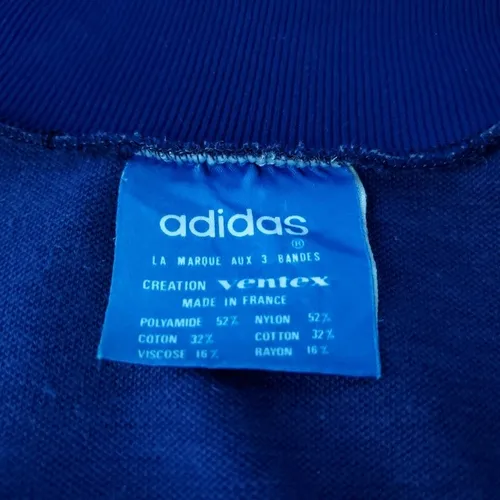 adidas
®
LA MARQUE AUX 3 BANDES
CREATION ventex
MADE IN FRANCE
POLYAMIDE 52% NYLON 52%
COTON 32% COTTON 32%
VISCOSE 16% RAYON 16%